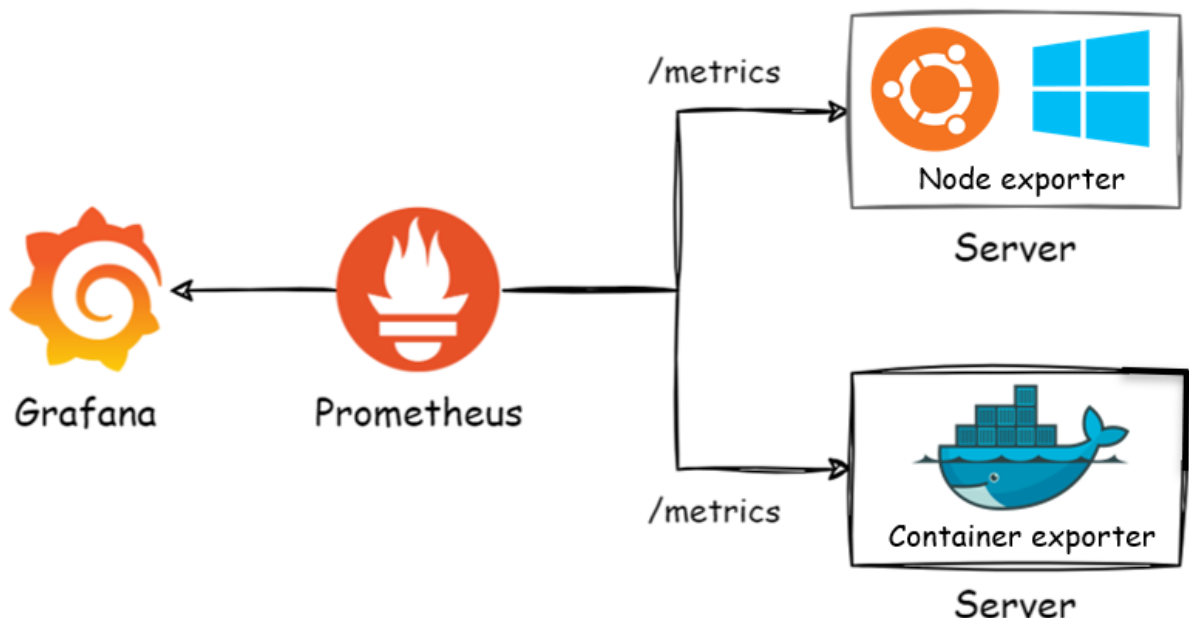 /metrics
Node exporter
Server
Grafana
Prometheus
/metrics
Container exporter
Server